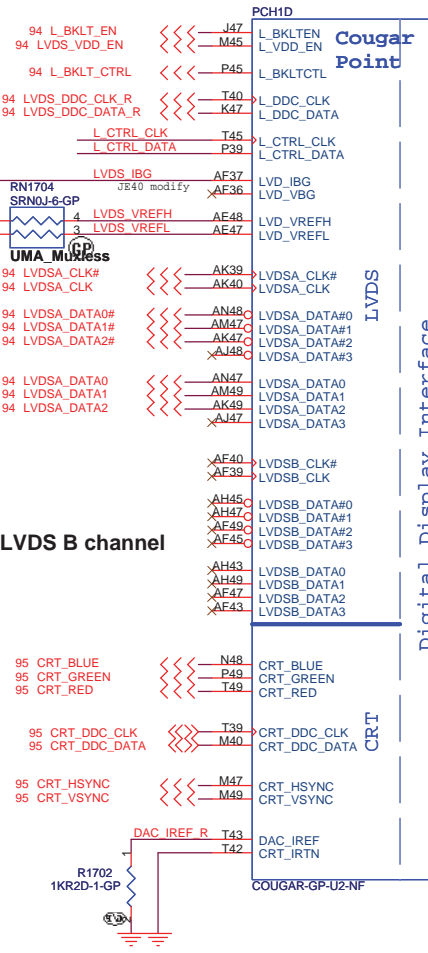 PCH1D
94 L_BKLT_EN J47 L_BKLTEN
94 LVDS_VDD_EN M45 L_VDD_EN
Cougar
Point
94 L_BKLT_CTRL P45 L_BKLTCTL
94 LVDS_DDC_CLK_R T40 L_DDC_CLK
94 LVDS_DDC_DATA_R K47 L_DDC_DATA
L_CTRL_CLK T45 L_CTRL_CLK
L_CTRL_DATA P39 L_CTRL_DATA
LVDS_IBG AF37 LVD_IBG
JE40 modify AF36 LVD_VBG
RN1704
SRN0J-6-GP
4 LVDS_VREFH AE48 LVD_VREFH
3 LVDS_VREFL AE47 LVD_VREFL
GP
UMA_Muxless
94 LVDSA_CLK# AK39 LVDSA_CLK#
94 LVDSA_CLK AK40 LVDSA_CLK
94 LVDSA_DATA0# AN48 LVDSA_DATA#0
94 LVDSA_DATA1# AM47 LVDSA_DATA#1
94 LVDSA_DATA2# AK47 LVDSA_DATA#2
AJ48 LVDSA_DATA#3
94 LVDSA_DATA0 AN47 LVDSA_DATA0
94 LVDSA_DATA1 AM49 LVDSA_DATA1
94 LVDSA_DATA2 AK49 LVDSA_DATA2
AJ47 LVDSA_DATA3
LVDS
AF40 LVDSB_CLK#
AF39 LVDSB_CLK
AH45 LVDSB_DATA#0
AH47 LVDSB_DATA#1
AF49 LVDSB_DATA#2
AF45 LVDSB_DATA#3
LVDS B channel
AH43 LVDSB_DATA0
AH49 LVDSB_DATA1
AF47 LVDSB_DATA2
AF43 LVDSB_DATA3
Digital Display Interface
95 CRT_BLUE N48 CRT_BLUE
95 CRT_GREEN P49 CRT_GREEN
95 CRT_RED T49 CRT_RED
95 CRT_DDC_CLK T39 CRT_DDC_CLK
95 CRT_DDC_DATA M40 CRT_DDC_DATA
CRT
95 CRT_HSYNC M47 CRT_HSYNC
95 CRT_VSYNC M49 CRT_VSYNC
DAC_IREF_R T43 DAC_IREF
T42 CRT_IRTN
1
R1702
1KR2D-1-GP
COUGAR-GP-U2-NF